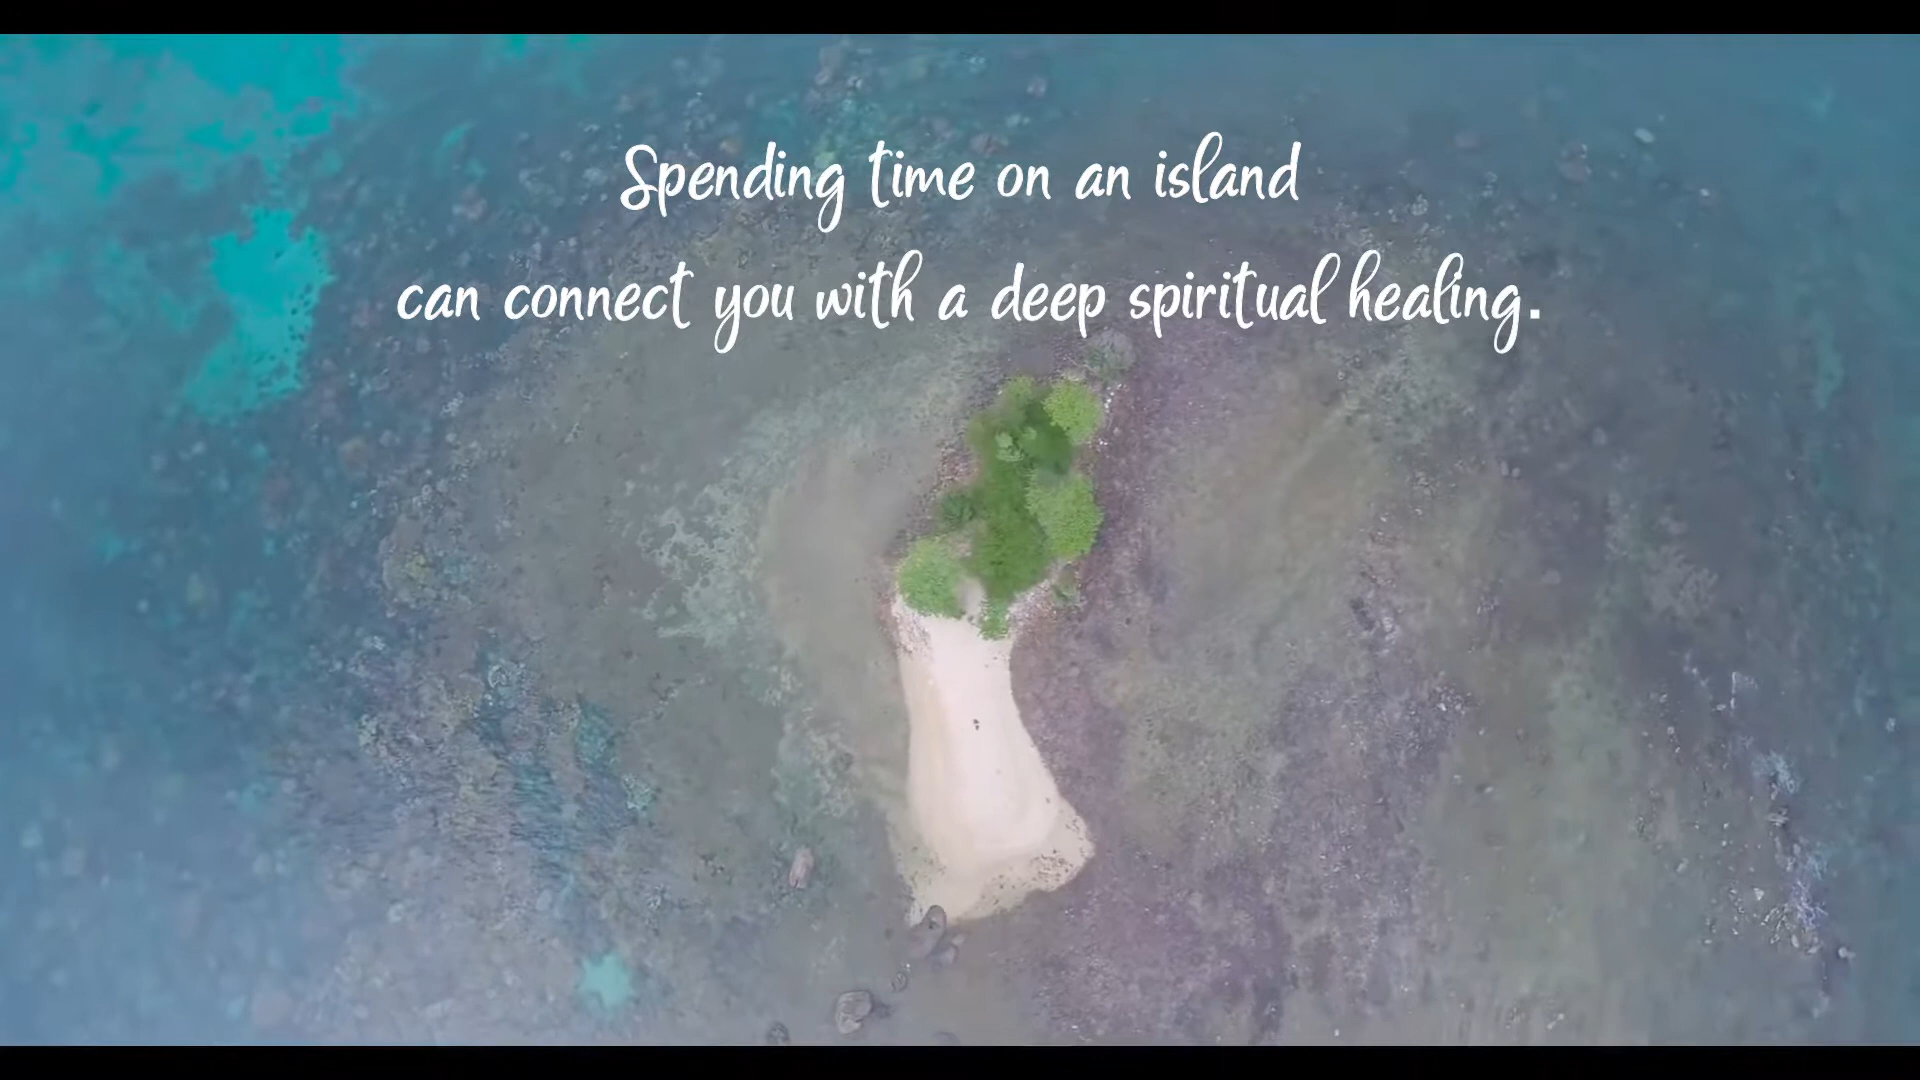 Spending time on an island
can connect you with a deep spiritual healing.